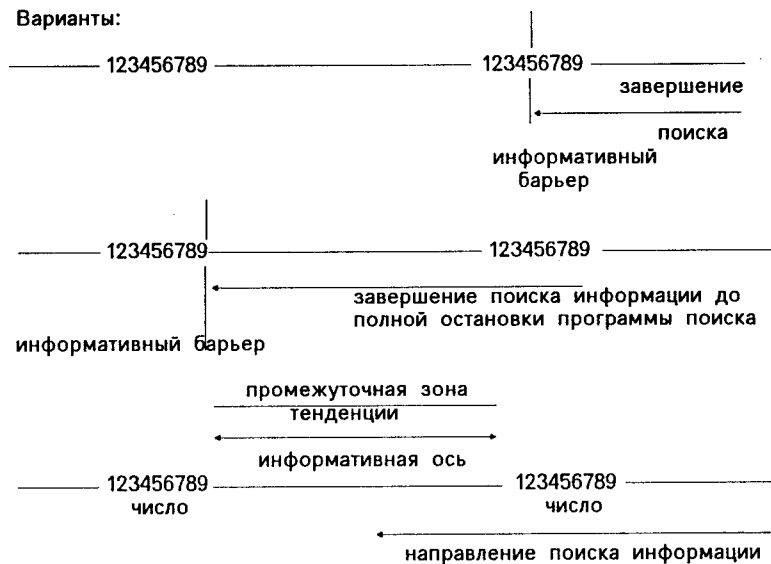 Варианты:
123456789 123456789
завершение
поиска
информативный
барьер
123456789 123456789
завершение поиска информации до
полной остановки программы поиска
информативный барьер
промежуточная зона
тенденции
информативная ось
123456789 123456789
число число
направление поиска информации